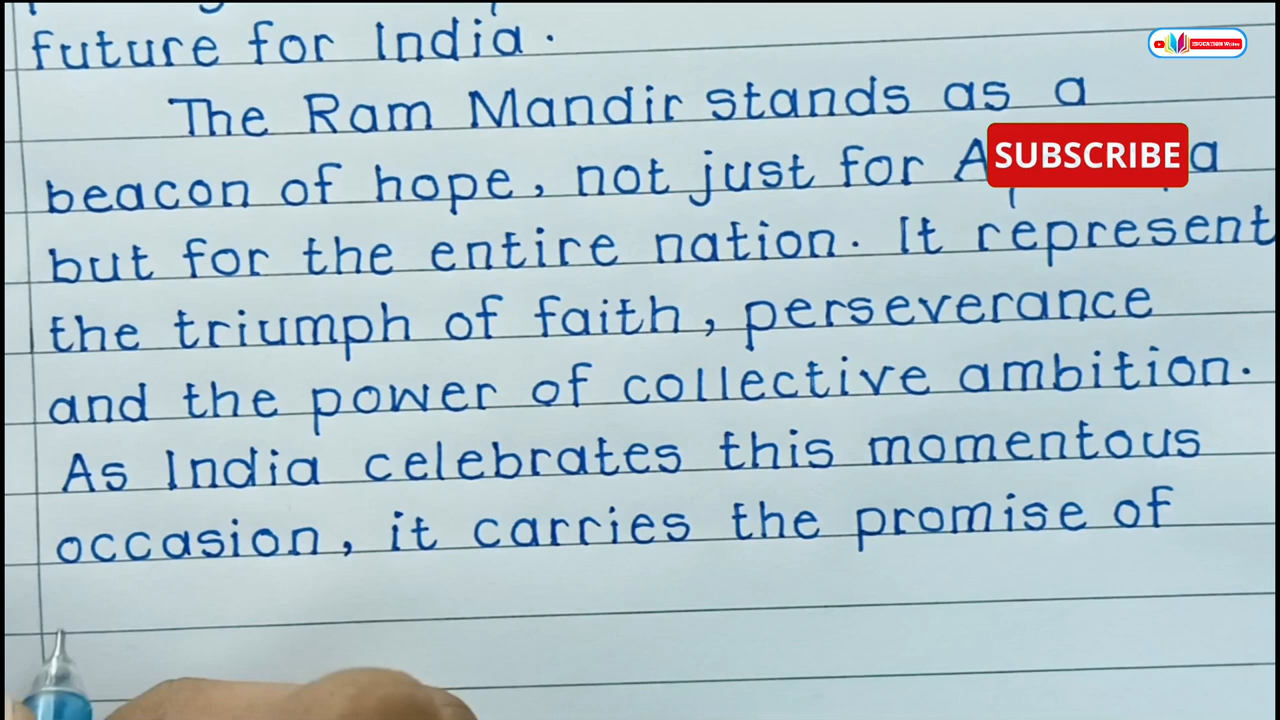 future for India.
The Ram Mandir stands as a
beacon of hope, not just for
SUBSCRIBE
but for the entire nation. It represent
the triumph of faith, perseverance
and the power of collective ambition.
As India celebrates this momentous
occasion, it carries the promise of
EDUCATION Writes